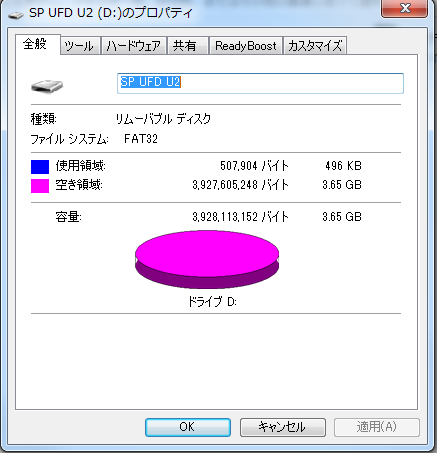 SP UFD U2 (D:)のプロパティ
全般 ツール ハードウェア 共有 ReadyBoost カスタマイズ
SP UFD U2
種類: リムーバブル ディスク
ファイル システム: FAT32
使用領域: 507,904 バイト 496 KB
空き領域: 3,927,605,248 バイト 3.65 GB
容量: 3,928,113,152 バイト 3.65 GB
ドライブ D:
OK キャンセル 適用(A)